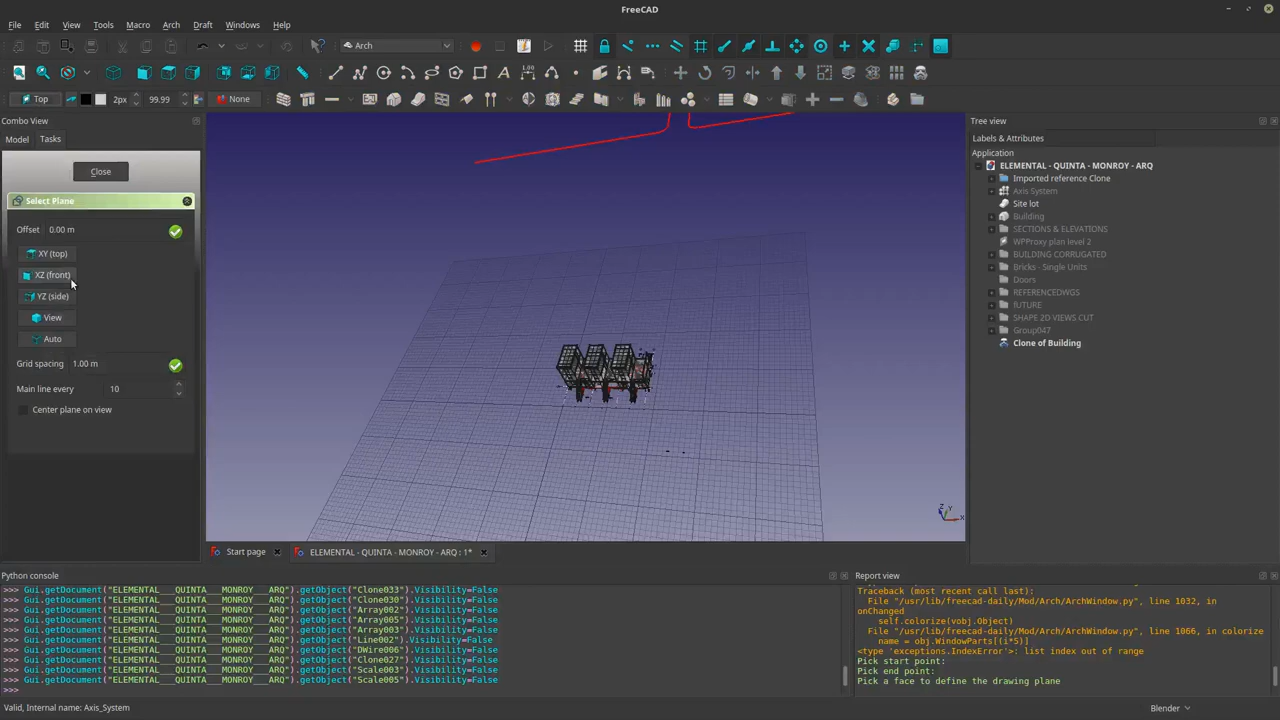 FreeCAD
File Edit View Tools Macro Arch Draft Windows Help
Arch
Top 2px 99.99 None
Combo View
Model Tasks
Close
Select Plane
Offset 0.00 m
XY (top)
XZ (front)
YZ (side)
View
Auto
Grid spacing 1.00 m
Main line every 10
Center plane on view
Z Y X
Tree view
Labels & Attributes
Application
ELEMENTAL - QUINTA - MONROY - ARQ
Imported reference Clone
Axis System
Site lot
Building
SECTIONS & ELEVATIONS
WPProxy plan level 2
BUILDING CORRUGATED
Bricks - Single Units
Doors
REFERENCEDWGS
fUTURE
SHAPE 2D VIEWS CUT
Group047
Clone of Building
Start page ELEMENTAL - QUINTA - MONROY - ARQ : 1*
Python console
>>> Gui.getDocument("ELEMENTAL___QUINTA___MONROY___ARQ").getObject("Clone033").Visibility=False
>>> Gui.getDocument("ELEMENTAL___QUINTA___MONROY___ARQ").getObject("Clone030").Visibility=False
>>> Gui.getDocument("ELEMENTAL___QUINTA___MONROY___ARQ").getObject("Array002").Visibility=False
>>> Gui.getDocument("ELEMENTAL___QUINTA___MONROY___ARQ").getObject("Array005").Visibility=False
>>> Gui.getDocument("ELEMENTAL___QUINTA___MONROY___ARQ").getObject("Array003").Visibility=False
>>> Gui.getDocument("ELEMENTAL___QUINTA___MONROY___ARQ").getObject("Line002").Visibility=False
>>> Gui.getDocument("ELEMENTAL___QUINTA___MONROY___ARQ").getObject("DWire006").Visibility=False
>>> Gui.getDocument("ELEMENTAL___QUINTA___MONROY___ARQ").getObject("Clone027").Visibility=False
>>> Gui.getDocument("ELEMENTAL___QUINTA___MONROY___ARQ").getObject("Scale003").Visibility=False
>>> Gui.getDocument("ELEMENTAL___QUINTA___MONROY___ARQ").getObject("Scale005").Visibility=False
>>>
Report view
Traceback (most recent call last):
File "/usr/lib/freecad-daily/Mod/Arch/ArchWindow.py", line 1032, in
onChanged
self.colorize(vobj.Object)
File "/usr/lib/freecad-daily/Mod/Arch/ArchWindow.py", line 1066, in colorize
name = obj.WindowParts[(i*5)]
<type 'exceptions.IndexError'>: list index out of range
Pick start point:
Pick end point:
Pick a face to define the drawing plane
Valid, Internal name: Axis_System
Blender